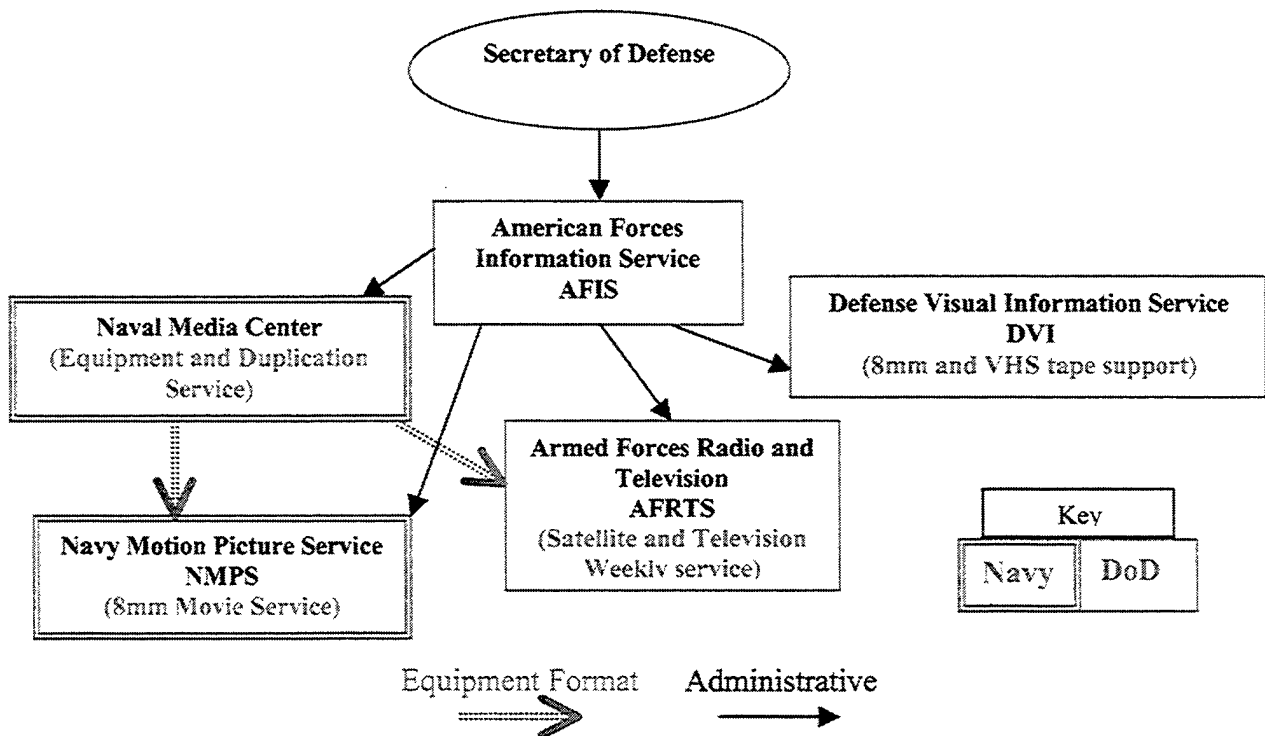 Secretary of Defense
American Forces
Information Service
AFIS
Naval Media Center
(Equipment and Duplication
Service)
Defense Visual Information Service
DVI
(8mm and VHS tape support)
Armed Forces Radio and
Television
AFRTS
(Satellite and Television
Weekly service)
Navy Motion Picture Service
NMPS
(8mm Movie Service)
Key
Navy DoD
Equipment Format Administrative